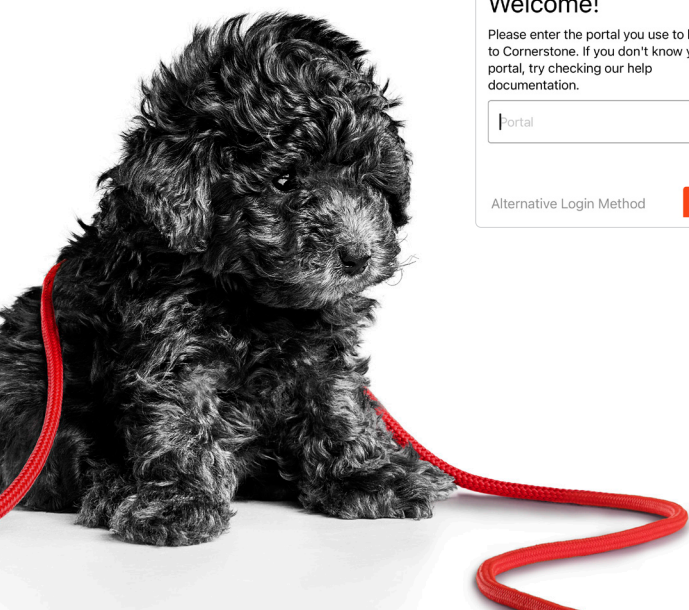 Welcome!
Please enter the portal you use to
to Cornerstone. If you don't know
portal, try checking our help
documentation.
Portal
Alternative Login Method